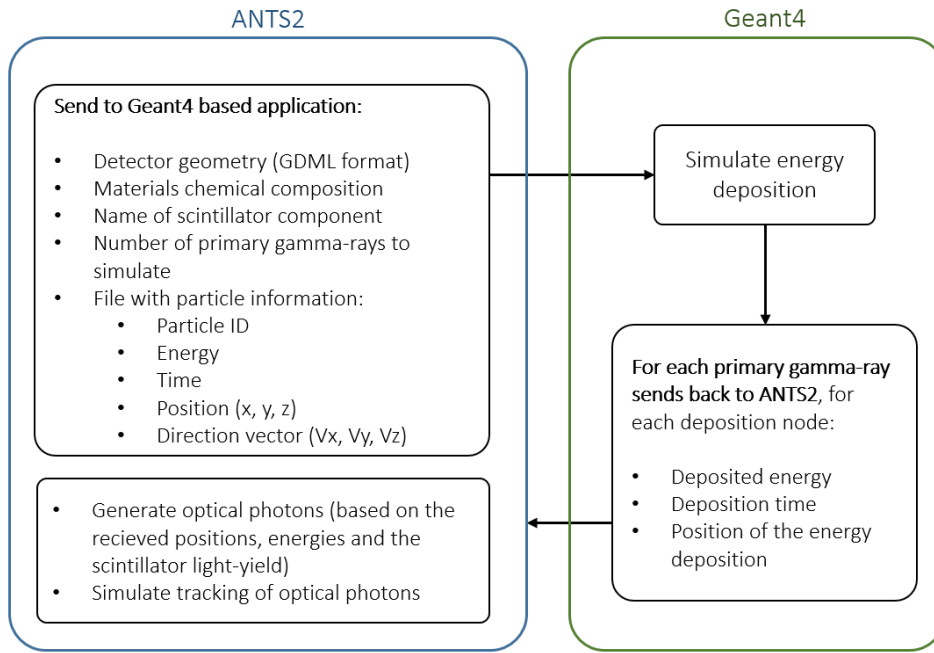 ANTS2
Send to Geant4 based application:
• Detector geometry (GDML format)
• Materials chemical composition
• Name of scintillator component
• Number of primary gamma-rays to
simulate
• File with particle information:
• Particle ID
• Energy
• Time
• Position (x, y, z)
• Direction vector (Vx, Vy, Vz)
• Generate optical photons (based on the
recieved positions, energies and the
scintillator light-yield)
• Simulate tracking of optical photons
Geant4
Simulate energy
deposition
For each primary gamma-ray
sends back to ANTS2, for
each deposition node:
• Deposited energy
• Deposition time
• Position of the energy
deposition